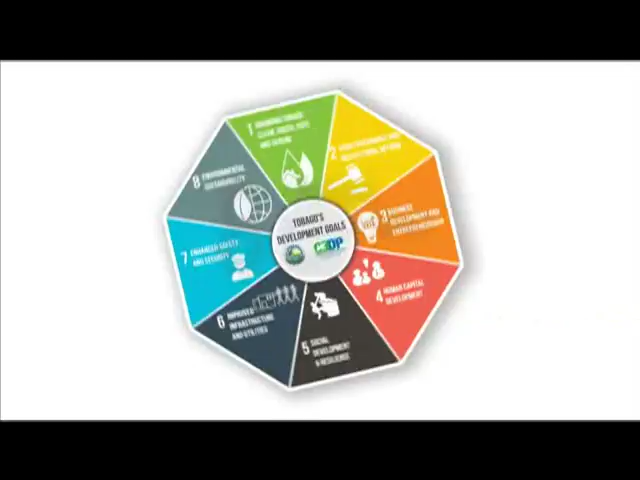 TOBAGO'S
DEVELOPMENT GOALS
1 BRANDING TOBAGO:
CLEAN, GREEN, SAFE
AND SERENE
2 GOOD GOVERNANCE AND
INSTITUTIONAL REFORM
3 BUSINESS
DEVELOPMENT AND
ENTREPRENEURSHIP
4 HUMAN CAPITAL
DEVELOPMENT
5 SOCIAL
DEVELOPMENT
& RESILIENCE
6 IMPROVED
INFRASTRUCTURE
AND UTILITIES
7 ENHANCED SAFETY
AND SECURITY
8 ENVIRONMENTAL
SUSTAINABILITY